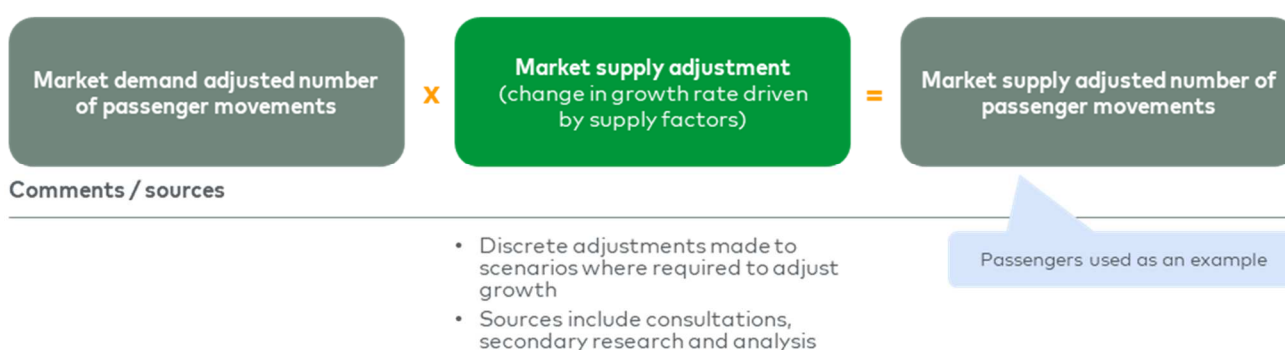 Market demand adjusted number
of passenger movements
x
Market supply adjustment
(change in growth rate driven
by supply factors)
=
Market supply adjusted number of
passenger movements
Comments / sources
• Discrete adjustments made to
scenarios where required to adjust
growth
• Sources include consultations,
secondary research and analysis
Passengers used as an example